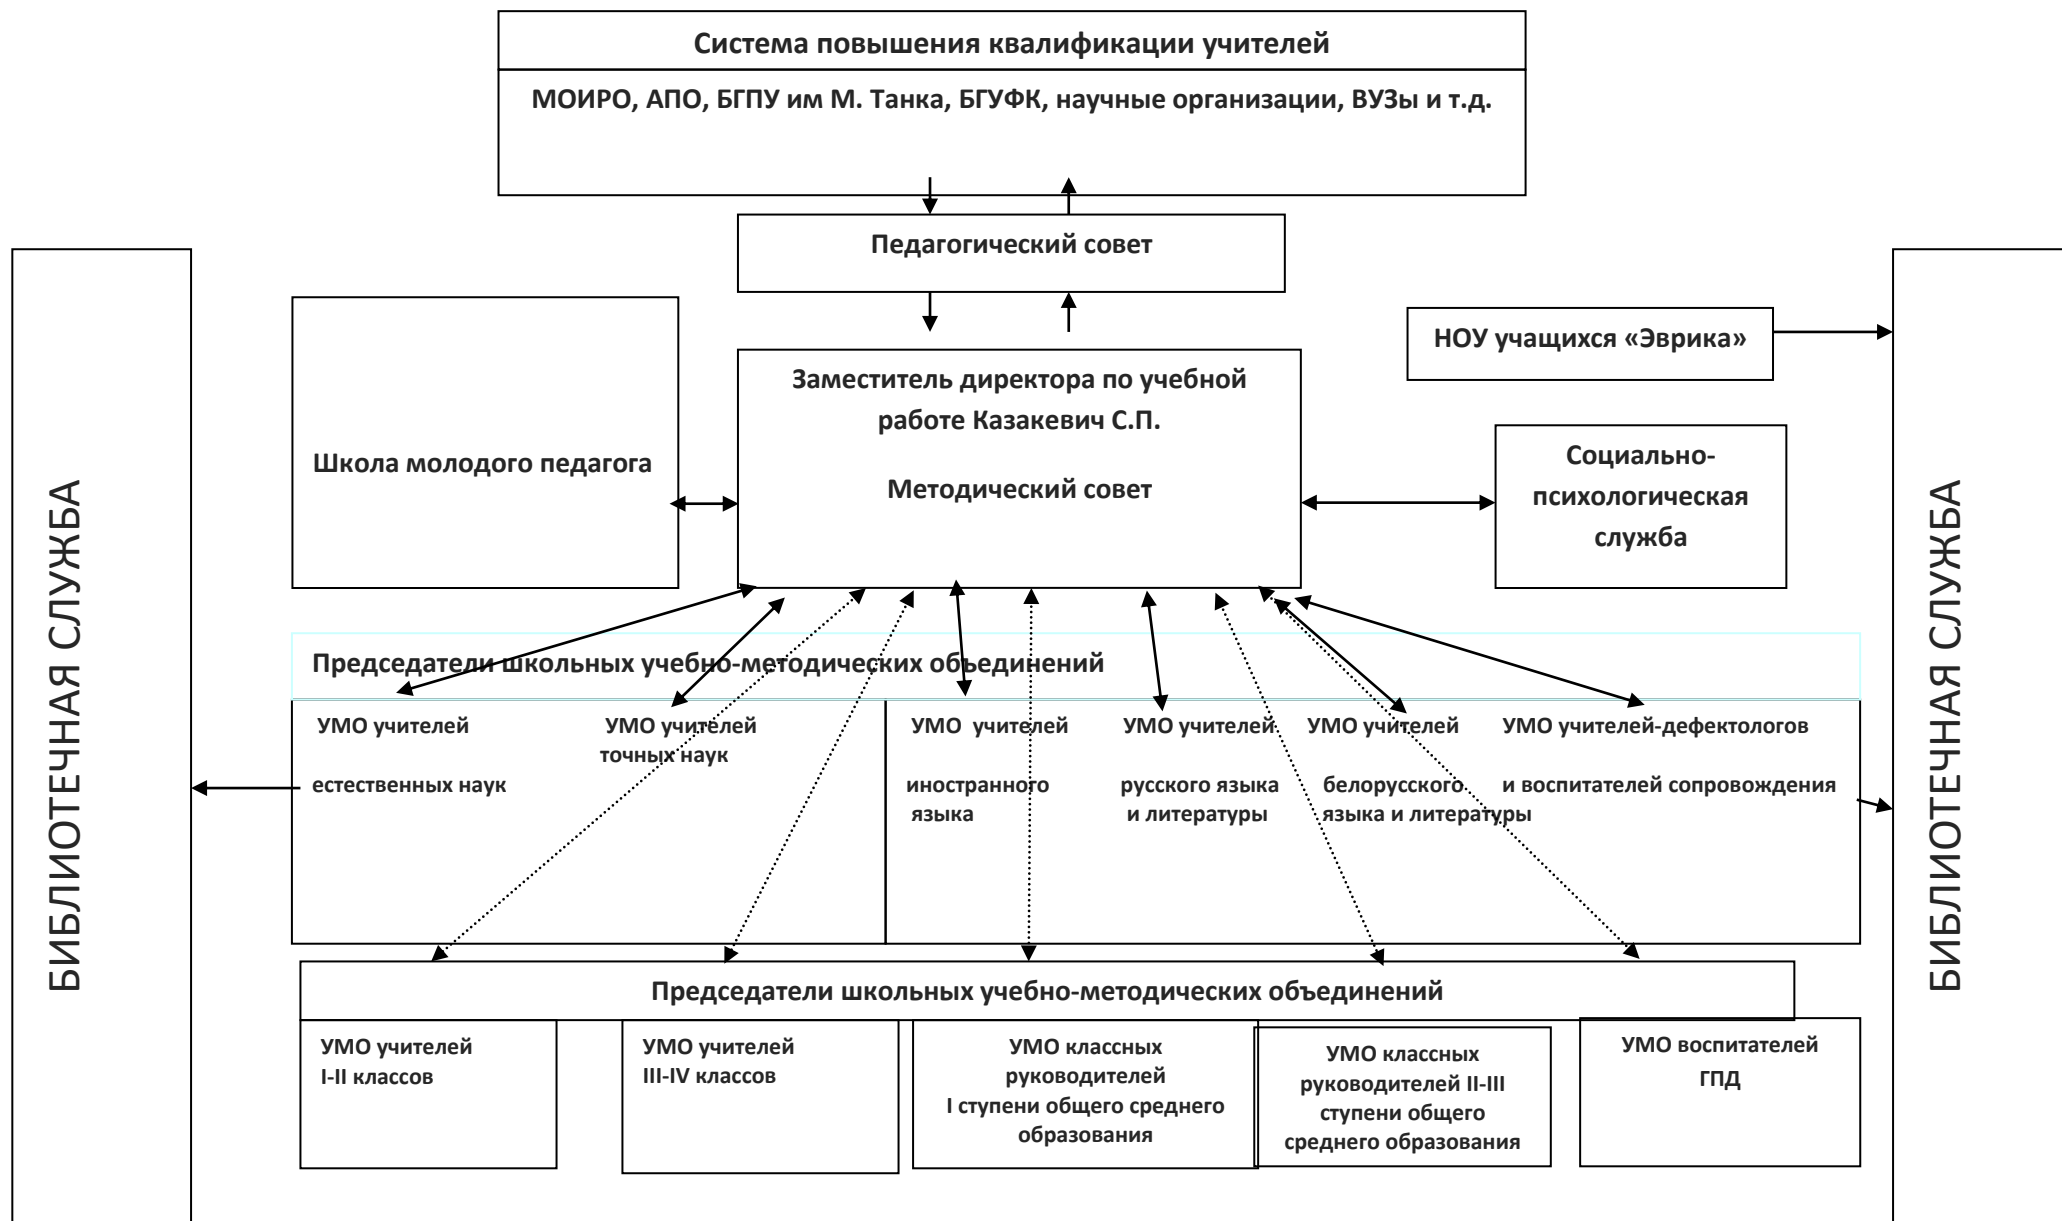 Система повышения квалификации учителей
МОИРО, АПО, БГПУ им М. Танка, БГУФК, научные организации, ВУЗы и т.д.
Педагогический совет
БИБЛИОТЕЧНАЯ СЛУЖБА
Школа молодого педагога
Заместитель директора по учебной
работе Казакевич С.П.
Методический совет
НОУ учащихся «Эврика»
Социально-
психологическая
служба
БИБЛИОТЕЧНАЯ СЛУЖБА
Председатели школьных учебно-методических объединений
УМО учителей
естественных наук
УМО учителей
точных наук
УМО учителей
иностранного
языка
УМО учителей
русского языка
и литературы
УМО учителей
белорусского
языка и литературы
УМО учителей-дефектологов
и воспитателей сопровождения
Председатели школьных учебно-методических объединений
УМО учителей
I-II классов
УМО учителей
III-IV классов
УМО классных
руководителей
I ступени общего среднего
образования
УМО классных
руководителей II-III
ступени общего
среднего образования
УМО воспитателей
ГПД